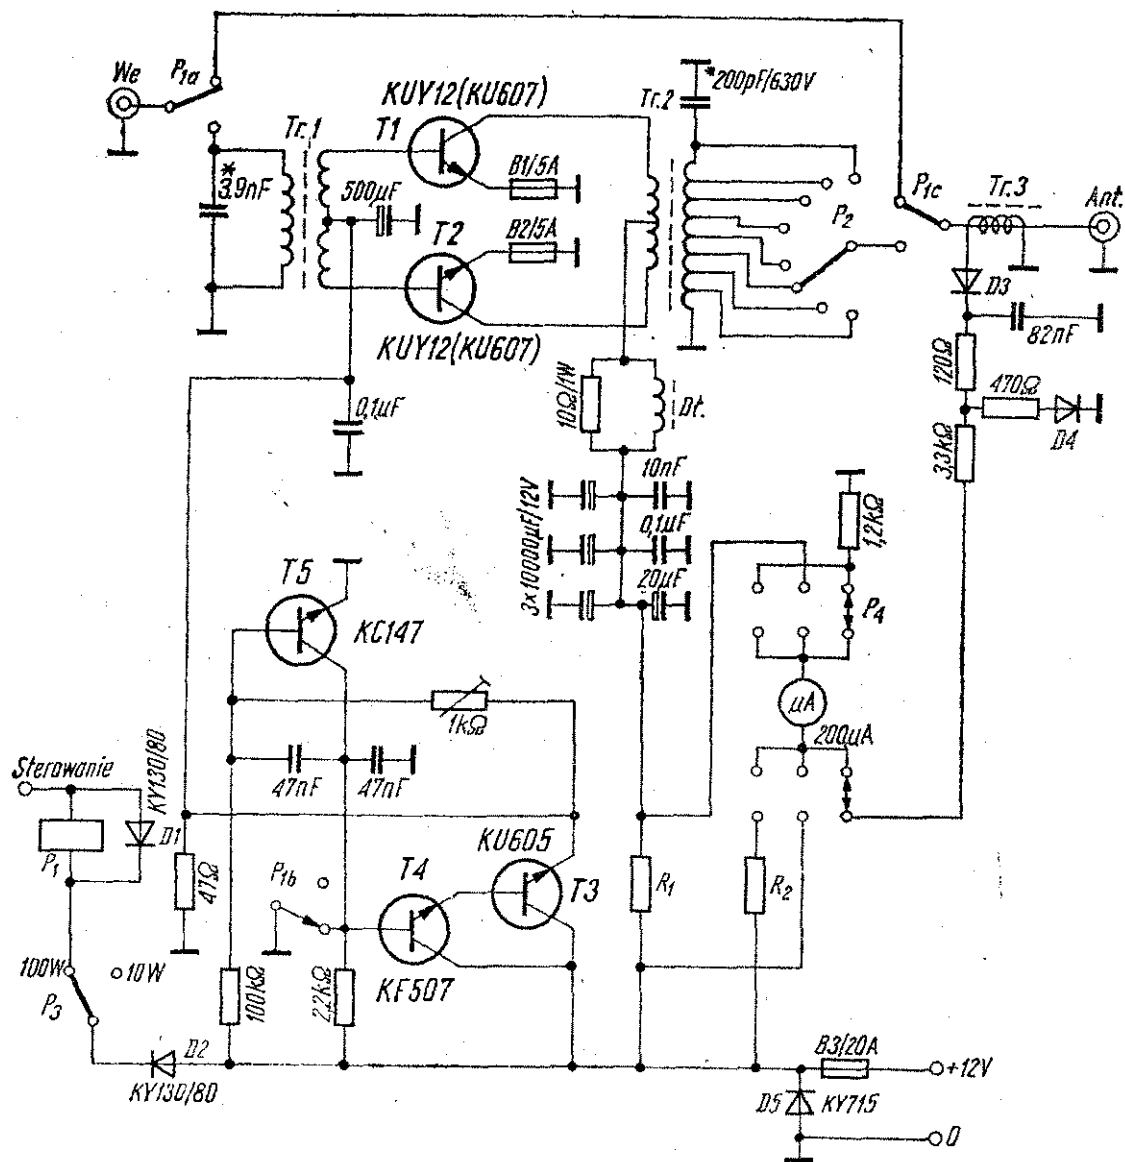 We
P1a
KUY12(KU607)
T1
Tr.1
*
3,9nF
500µF
B1/5A
T2
B2/5A
KUY12(KU607)
Tr.2
*200pF/630V
P2
P1c
Tr.3
Ant.
D3
82nF
120Ω
470Ω
D4
3,3kΩ
0,1µF
10Ω/1W
Dł.
3x10000µF/12V
10nF
0,1µF
20µF
1,2kΩ
P4
µA
200µA
T5
KC147
1kΩ
47nF
47nF
Sterowanie
KY130/80
P1
D1
47Ω
P1b
T4
KU605
T3
KF507
R1
R2
100W
10W
P3
100kΩ
2,2kΩ
D2
KY130/80
B3/20A
+12V
D5
KY715
0